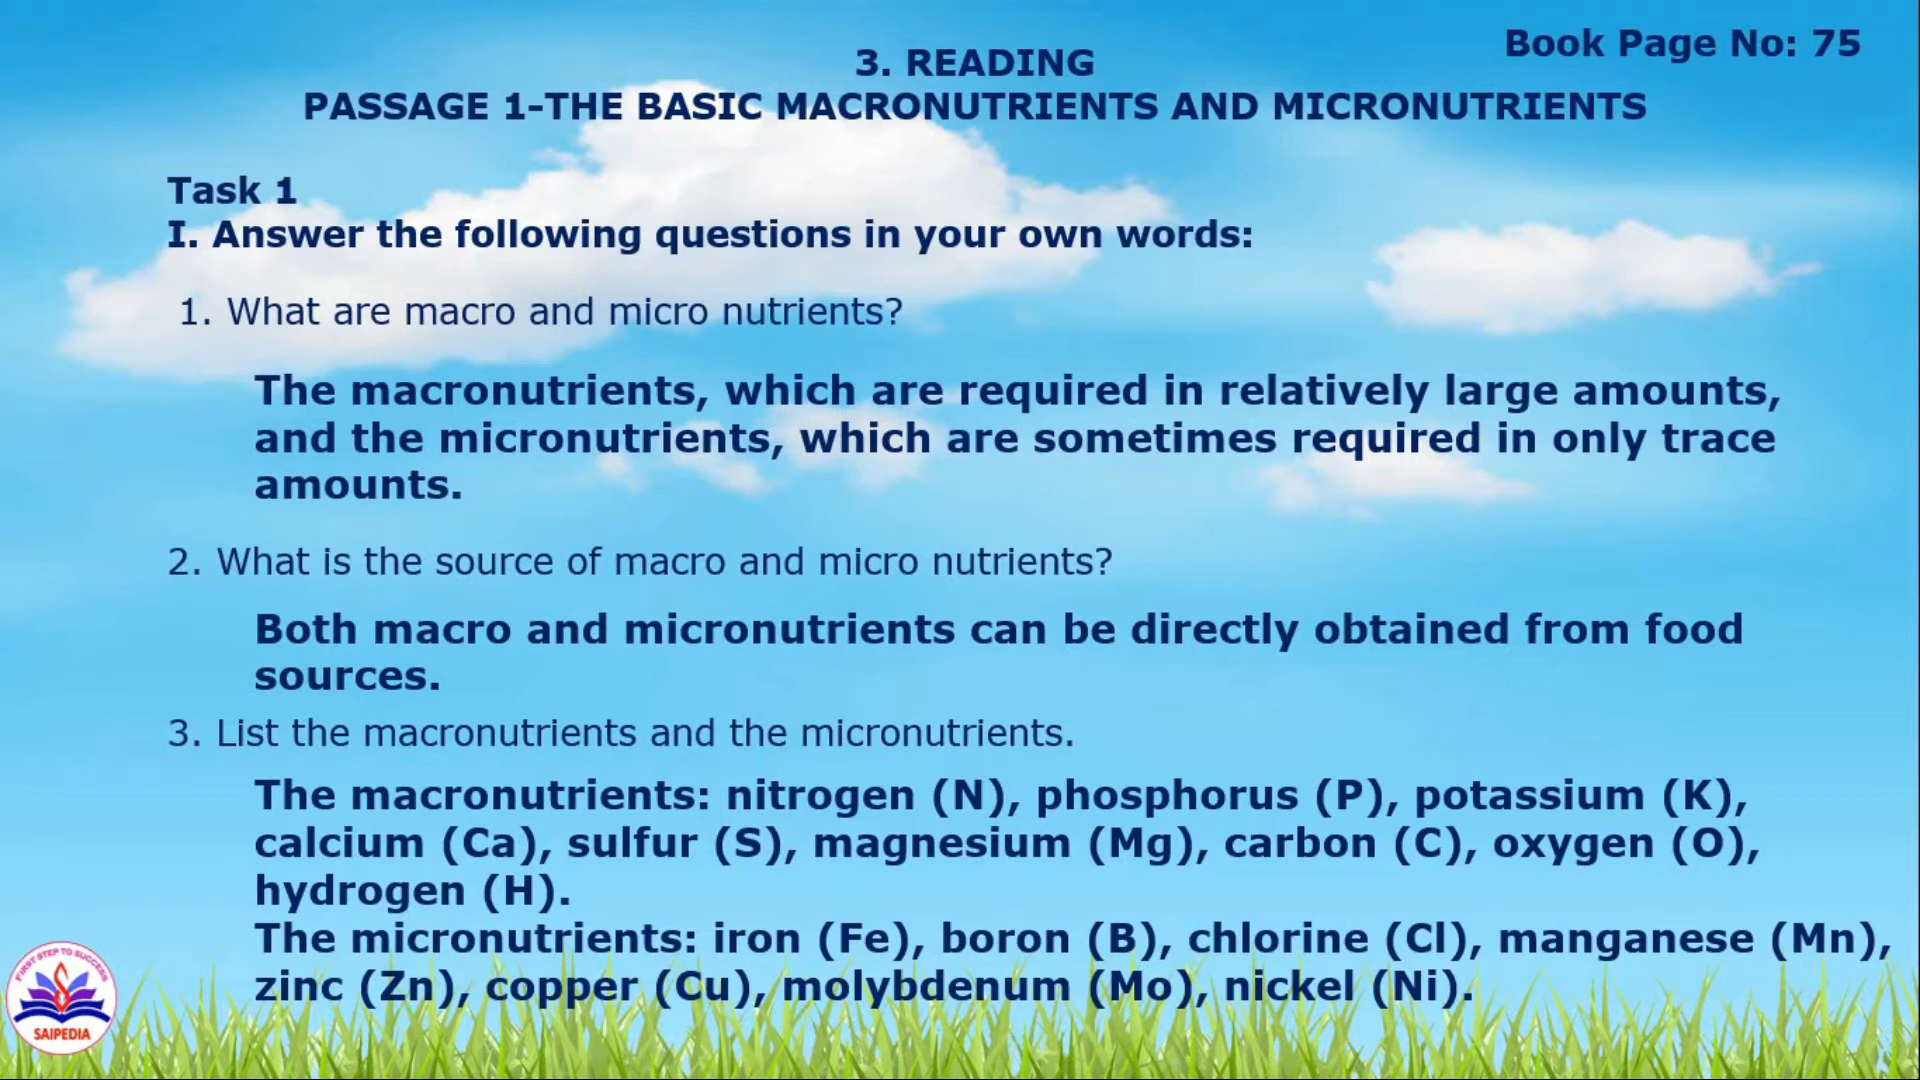 Book Page No: 75
3. READING
PASSAGE 1-THE BASIC MACRONUTRIENTS AND MICRONUTRIENTS
Task 1
I. Answer the following questions in your own words:
1. What are macro and micro nutrients?
The macronutrients, which are required in relatively large amounts,
and the micronutrients, which are sometimes required in only trace
amounts.
2. What is the source of macro and micro nutrients?
Both macro and micronutrients can be directly obtained from food
sources.
3. List the macronutrients and the micronutrients.
The macronutrients: nitrogen (N), phosphorus (P), potassium (K),
calcium (Ca), sulfur (S), magnesium (Mg), carbon (C), oxygen (O),
hydrogen (H).
The micronutrients: iron (Fe), boron (B), chlorine (Cl), manganese (Mn),
zinc (Zn), copper (Cu), molybdenum (Mo), nickel (Ni).
FIRST STEP TO SUCCESS
SAIPEDIA